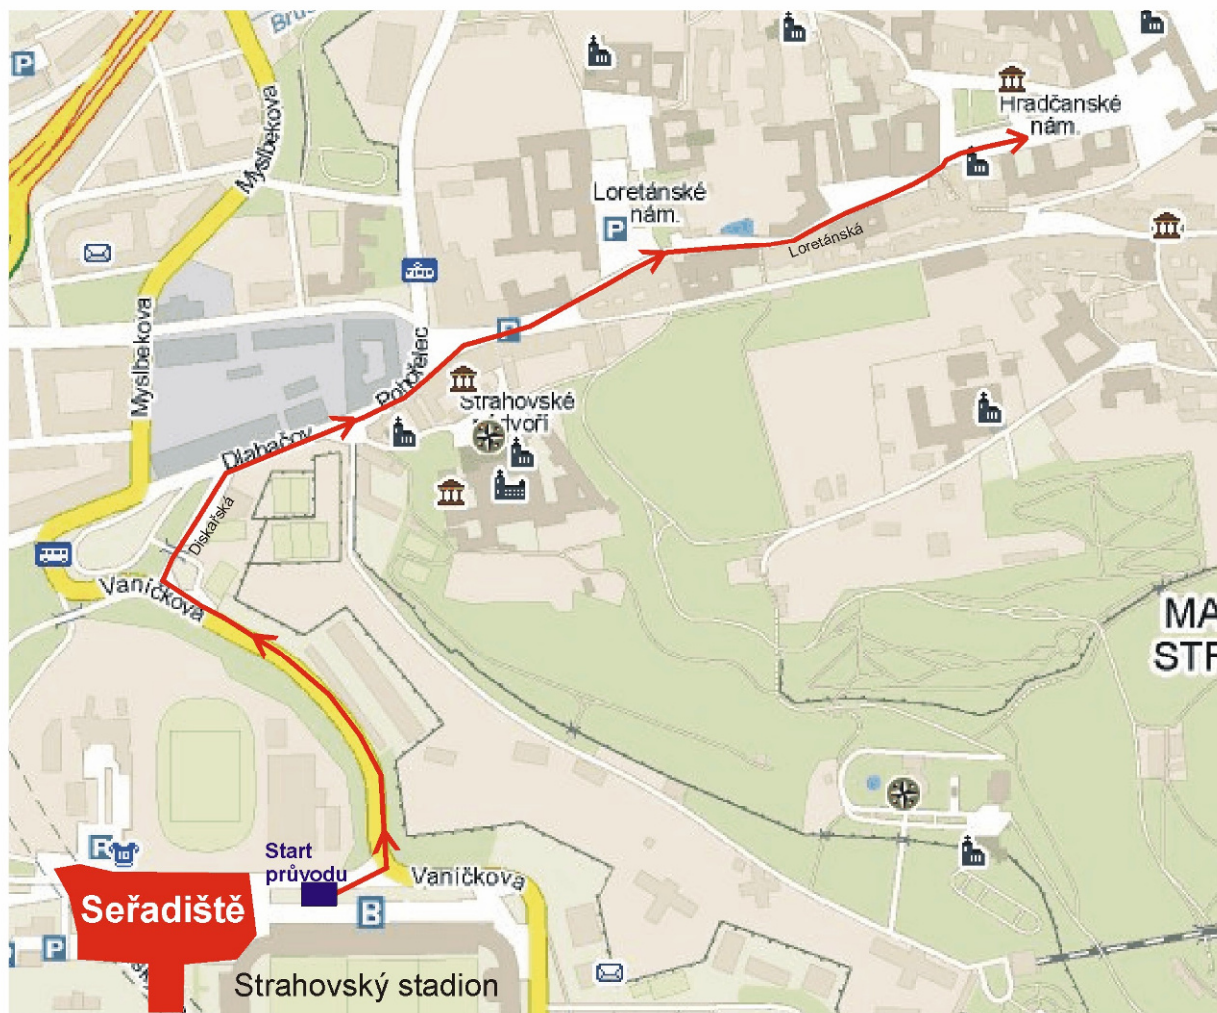 Brus
P
Myslbekova
Myslbekova
Hradčanské
nám.
Loretánské
nám.
P
Loretánská
P
Pohořelec
Strahovské
Dlabačov
Diskařská
Vaníčkova
MA
STR
Start
průvodu
Vaníčkova
Seřadiště
B
P
Strahovský stadion